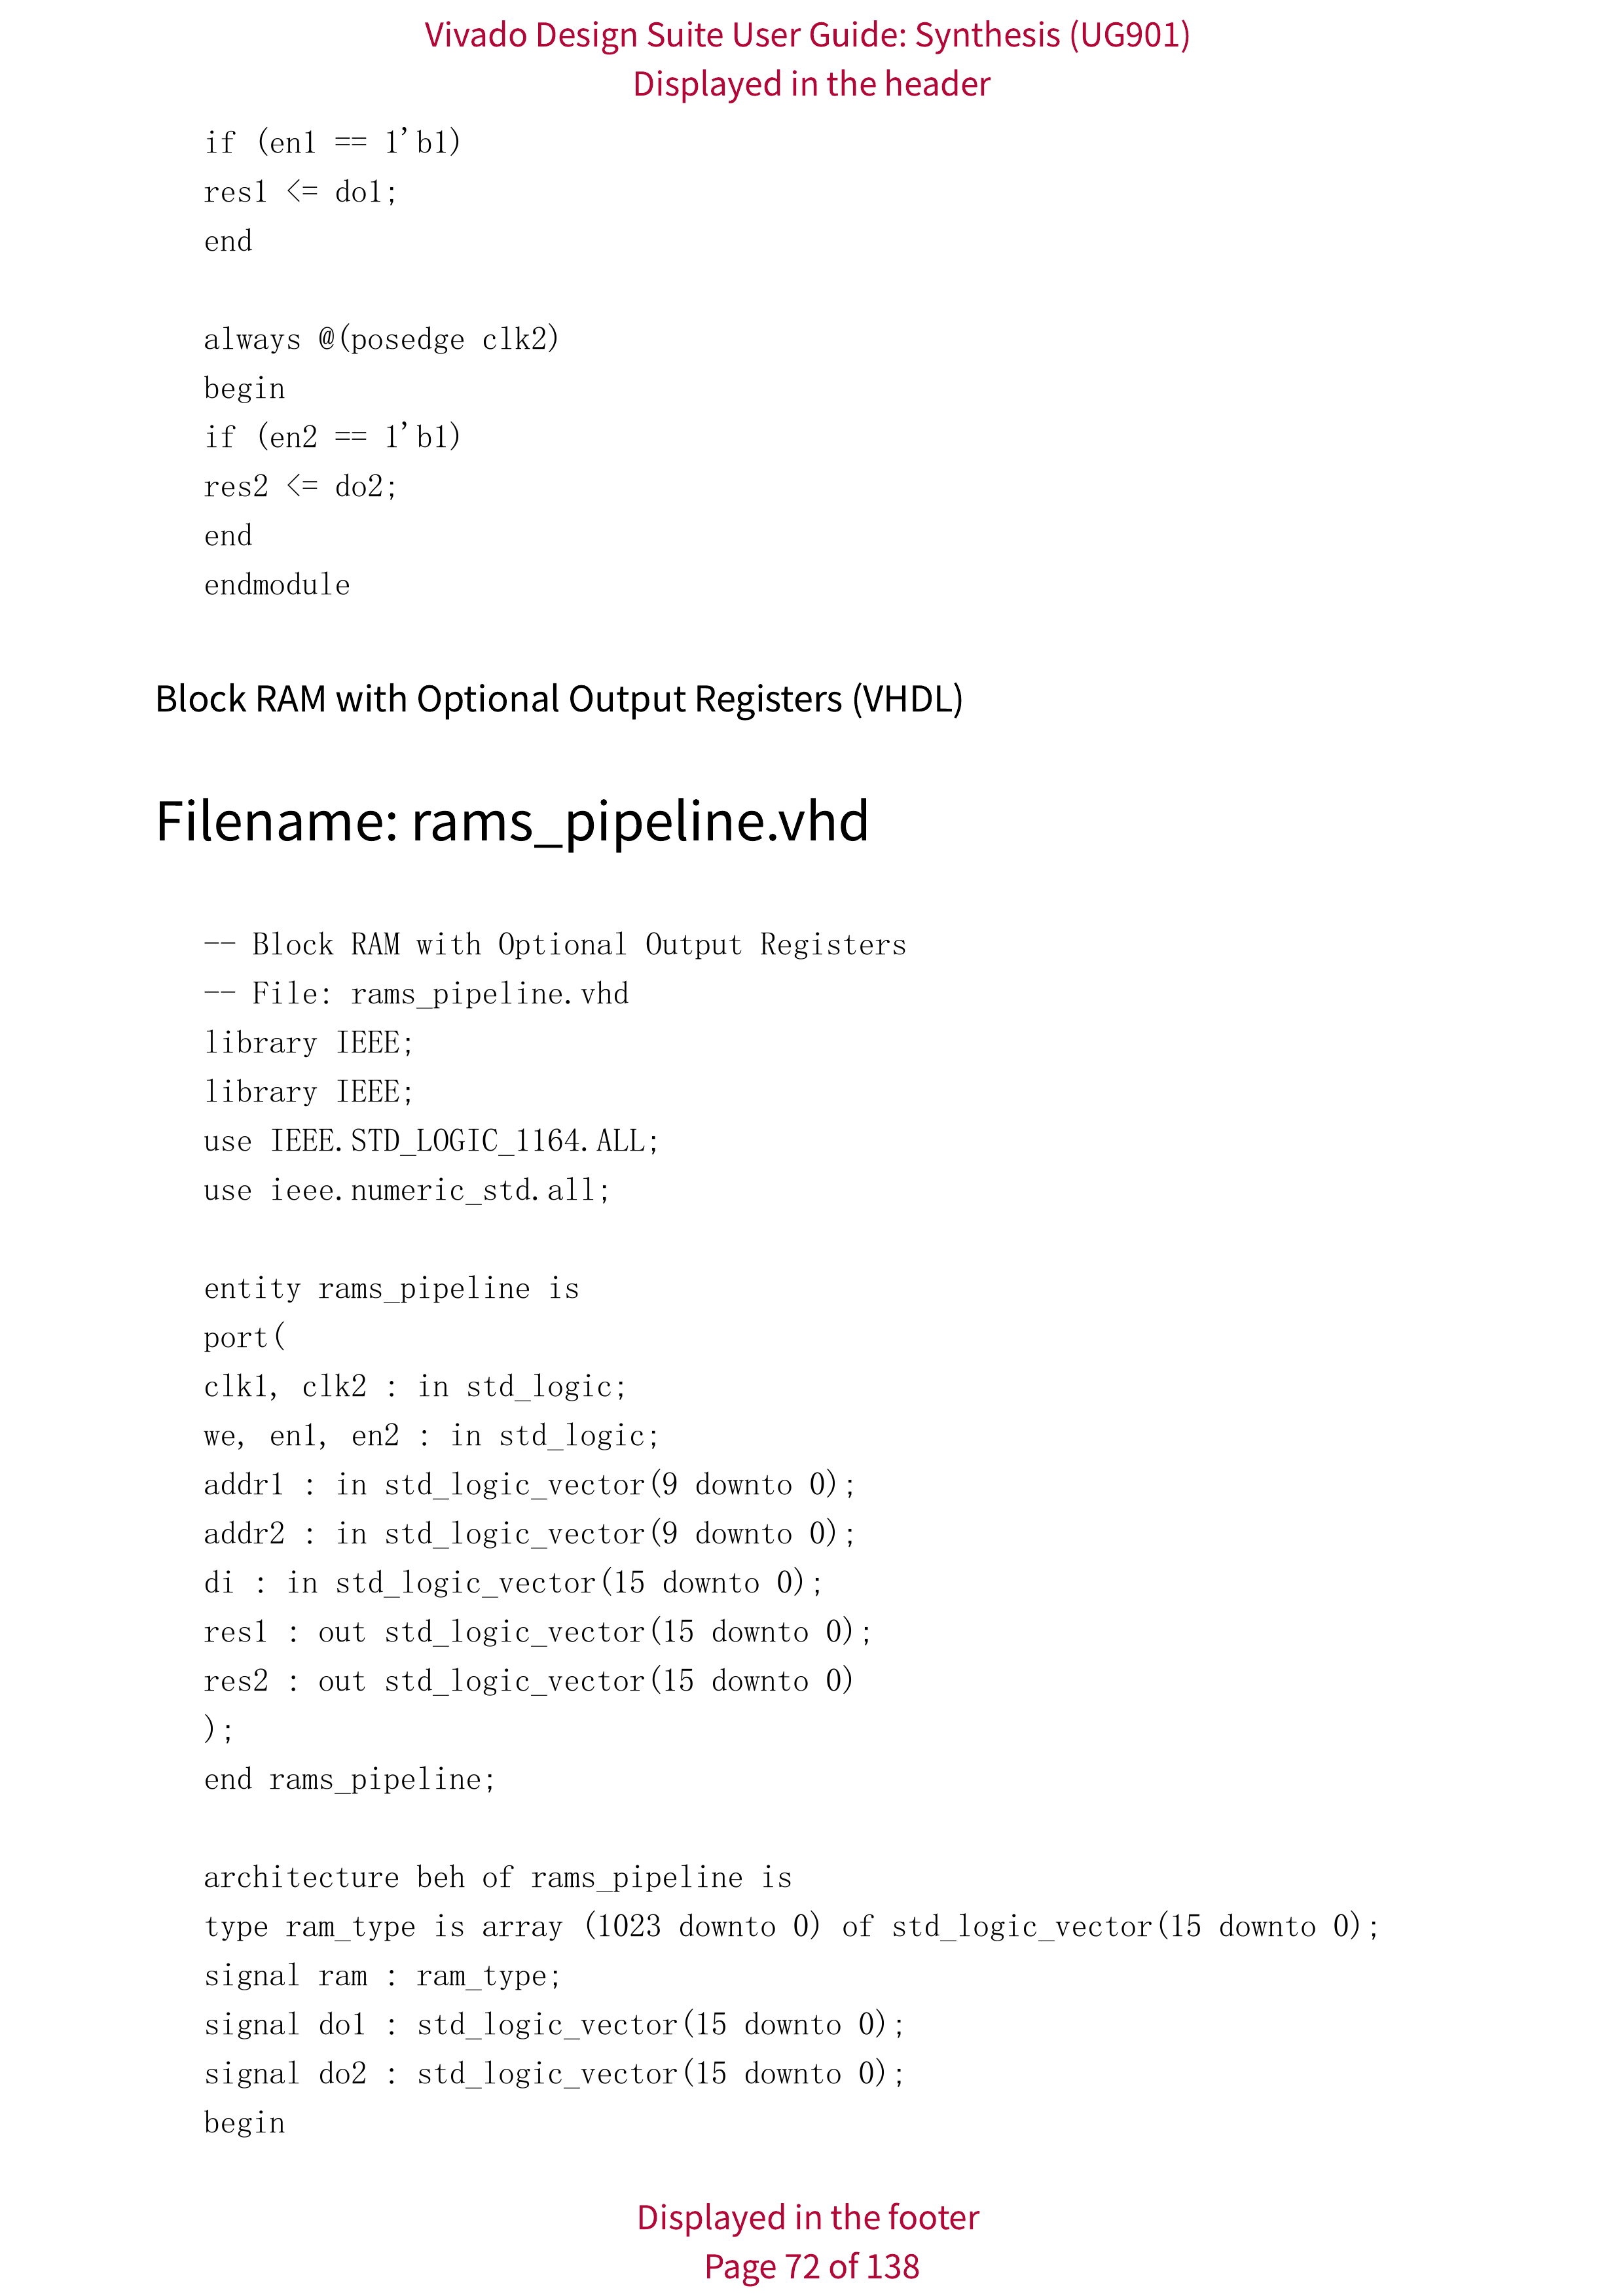 Vivado Design Suite User Guide: Synthesis (UG901)
Displayed in the header
if (en1 == 1'b1)
res1 <= do1;
end
always @(posedge clk2)
begin
if (en2 == 1'b1)
res2 <= do2;
end
endmodule
Block RAM with Optional Output Registers (VHDL)
Filename: rams_pipeline.vhd
-- Block RAM with Optional Output Registers
-- File: rams_pipeline.vhd
library IEEE;
library IEEE;
use IEEE.STD_LOGIC_1164.ALL;
use ieee.numeric_std.all;
entity rams_pipeline is
port(
clk1, clk2 : in std_logic;
we, en1, en2 : in std_logic;
addr1 : in std_logic_vector(9 downto 0);
addr2 : in std_logic_vector(9 downto 0);
di : in std_logic_vector(15 downto 0);
res1 : out std_logic_vector(15 downto 0);
res2 : out std_logic_vector(15 downto 0)
);
end rams_pipeline;
architecture beh of rams_pipeline is
type ram_type is array (1023 downto 0) of std_logic_vector(15 downto 0);
signal ram : ram_type;
signal do1 : std_logic_vector(15 downto 0);
signal do2 : std_logic_vector(15 downto 0);
begin
Displayed in the footer
Page 72 of 138